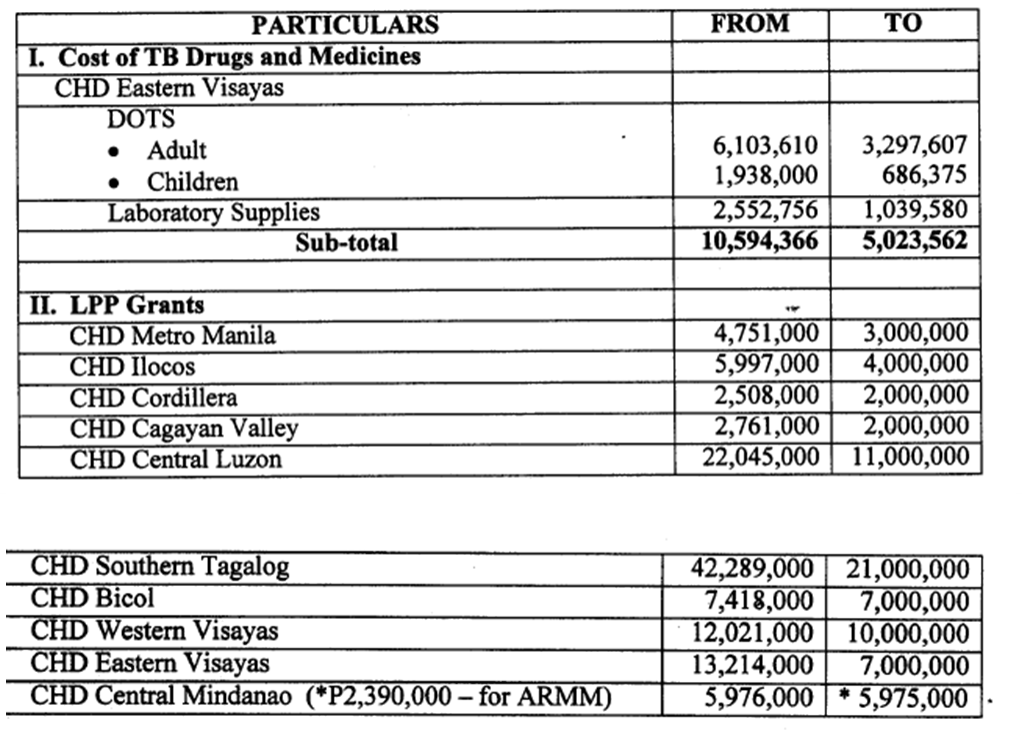 PARTICULARS FROM TO
I. Cost of TB Drugs and Medicines
CHD Eastern Visayas
DOTS
• Adult 6,103,610 3,297,607
• Children 1,938,000 686,375
Laboratory Supplies 2,552,756 1,039,580
Sub-total 10,594,366 5,023,562
II. LPP Grants
CHD Metro Manila 4,751,000 3,000,000
CHD Ilocos 5,997,000 4,000,000
CHD Cordillera 2,508,000 2,000,000
CHD Cagayan Valley 2,761,000 2,000,000
CHD Central Luzon 22,045,000 11,000,000
CHD Southern Tagalog 42,289,000 21,000,000
CHD Bicol 7,418,000 7,000,000
CHD Western Visayas 12,021,000 10,000,000
CHD Eastern Visayas 13,214,000 7,000,000
CHD Central Mindanao (*P2,390,000 – for ARMM) 5,976,000 * 5,975,000